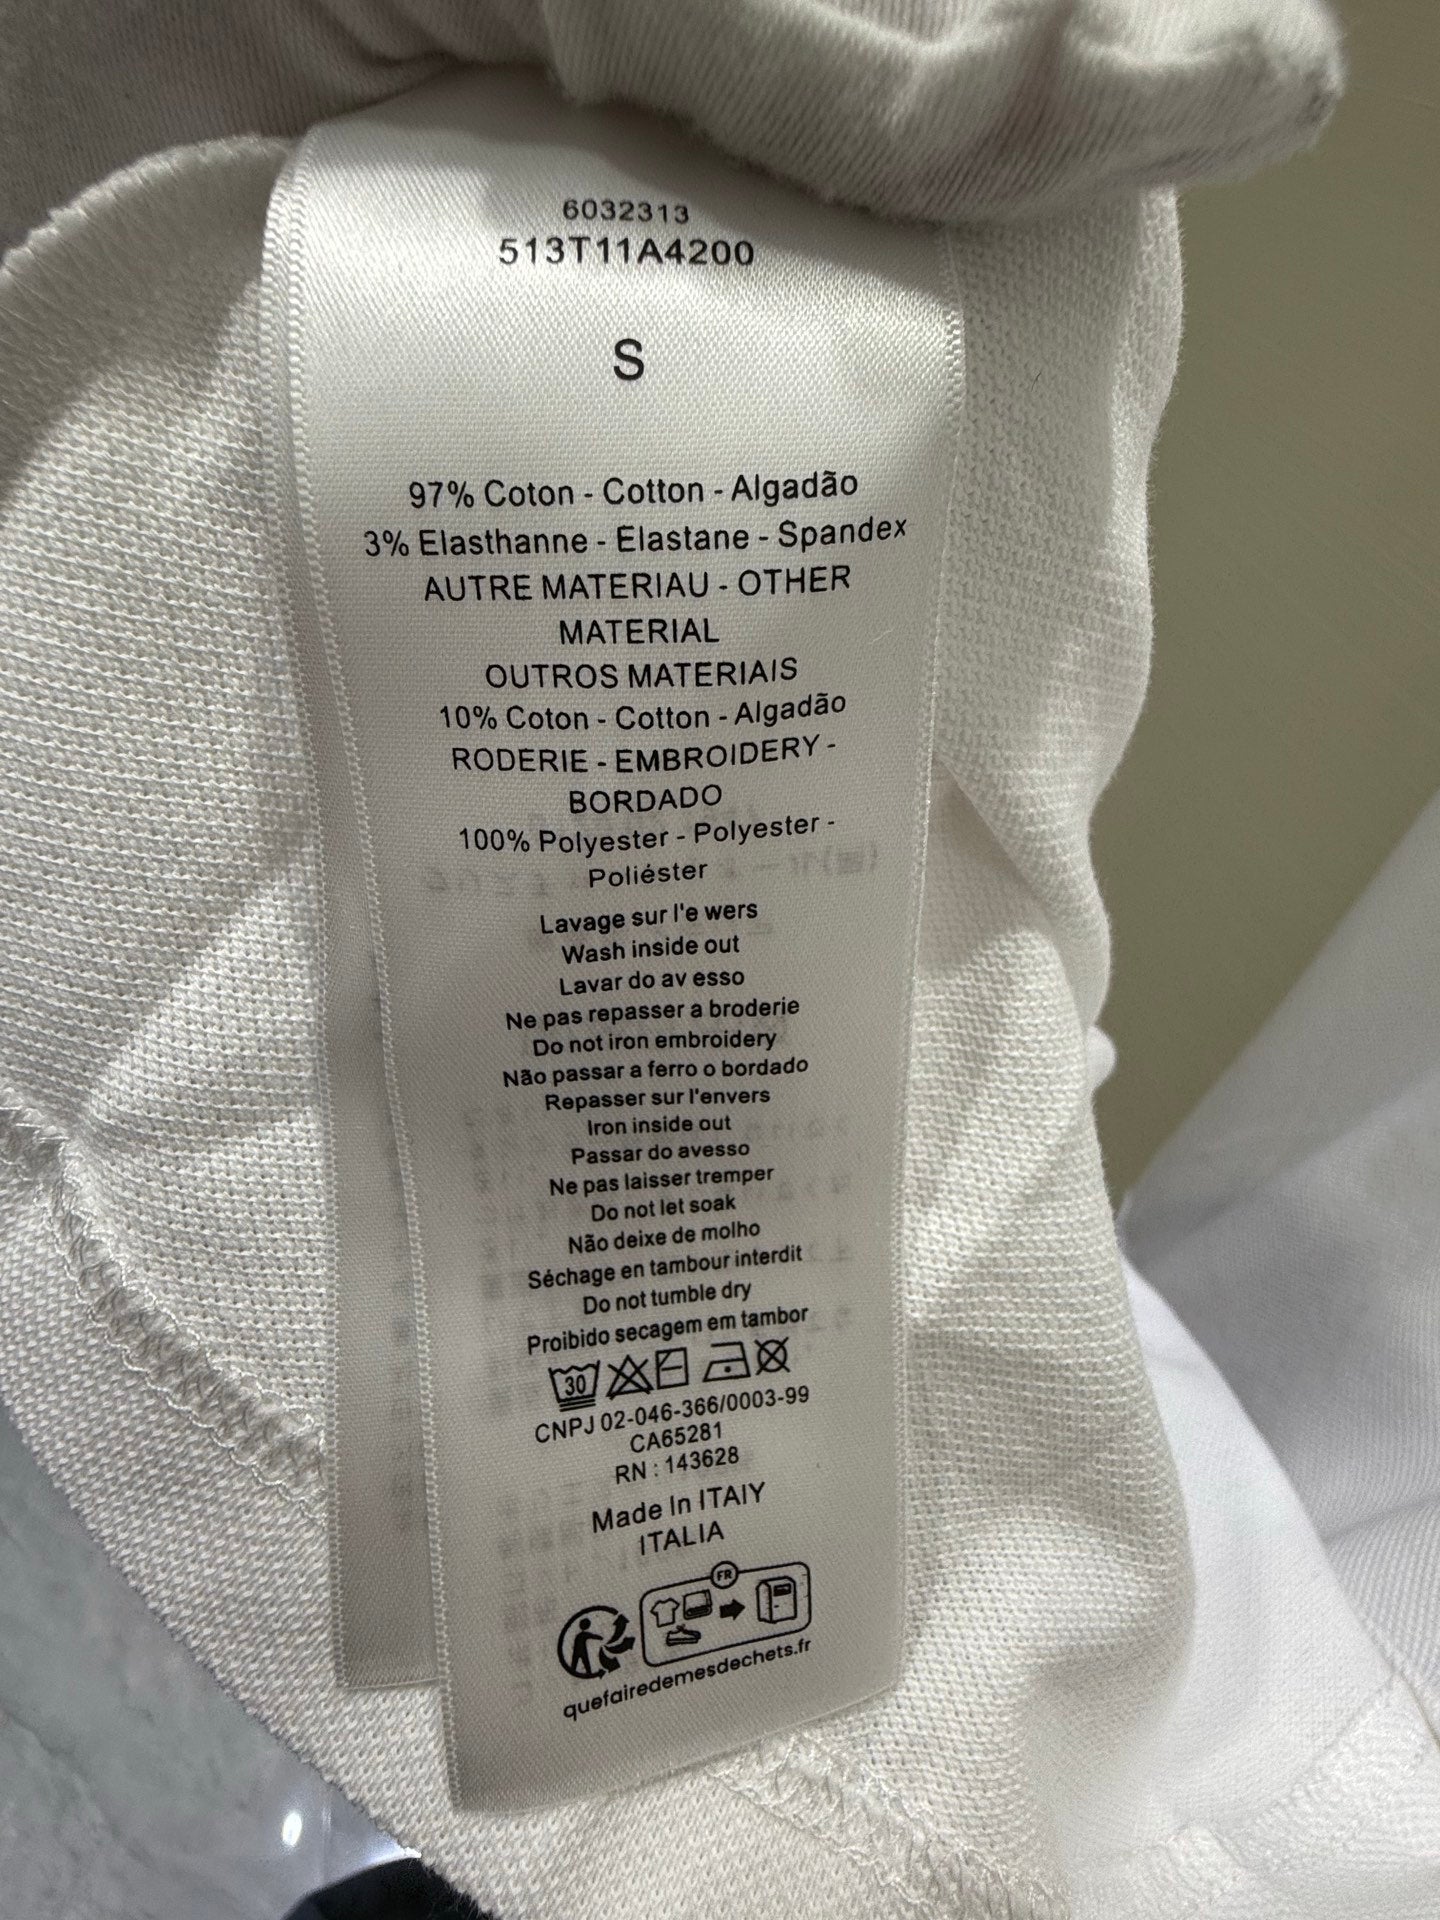 6032313
513T11A4200
S
97% Coton - Cotton - Algadão
3% Elasthanne - Elastane - Spandex
AUTRE MATERIAU - OTHER
MATERIAL
OUTROS MATERIAIS
10% Coton - Cotton - Algadão
RODERIE - EMBROIDERY -
BORDADO
100% Polyester - Polyester -
Poliéster
Lavage sur l'e wers
Wash inside out
Lavar do av esso
Ne pas repasser a broderie
Do not iron embroidery
Não passar a ferro o bordado
Repasser sur l'envers
Iron inside out
Passar do avesso
Ne pas laisser tremper
Do not let soak
Não deixe de molho
Séchage en tambour interdit
Do not tumble dry
Proibido secagem em tambor
30
CNPJ 02-046-366/0003-99
CA65281
RN : 143628
Made In ITAIY
ITALIA
FR
quefairedemesdechets.fr